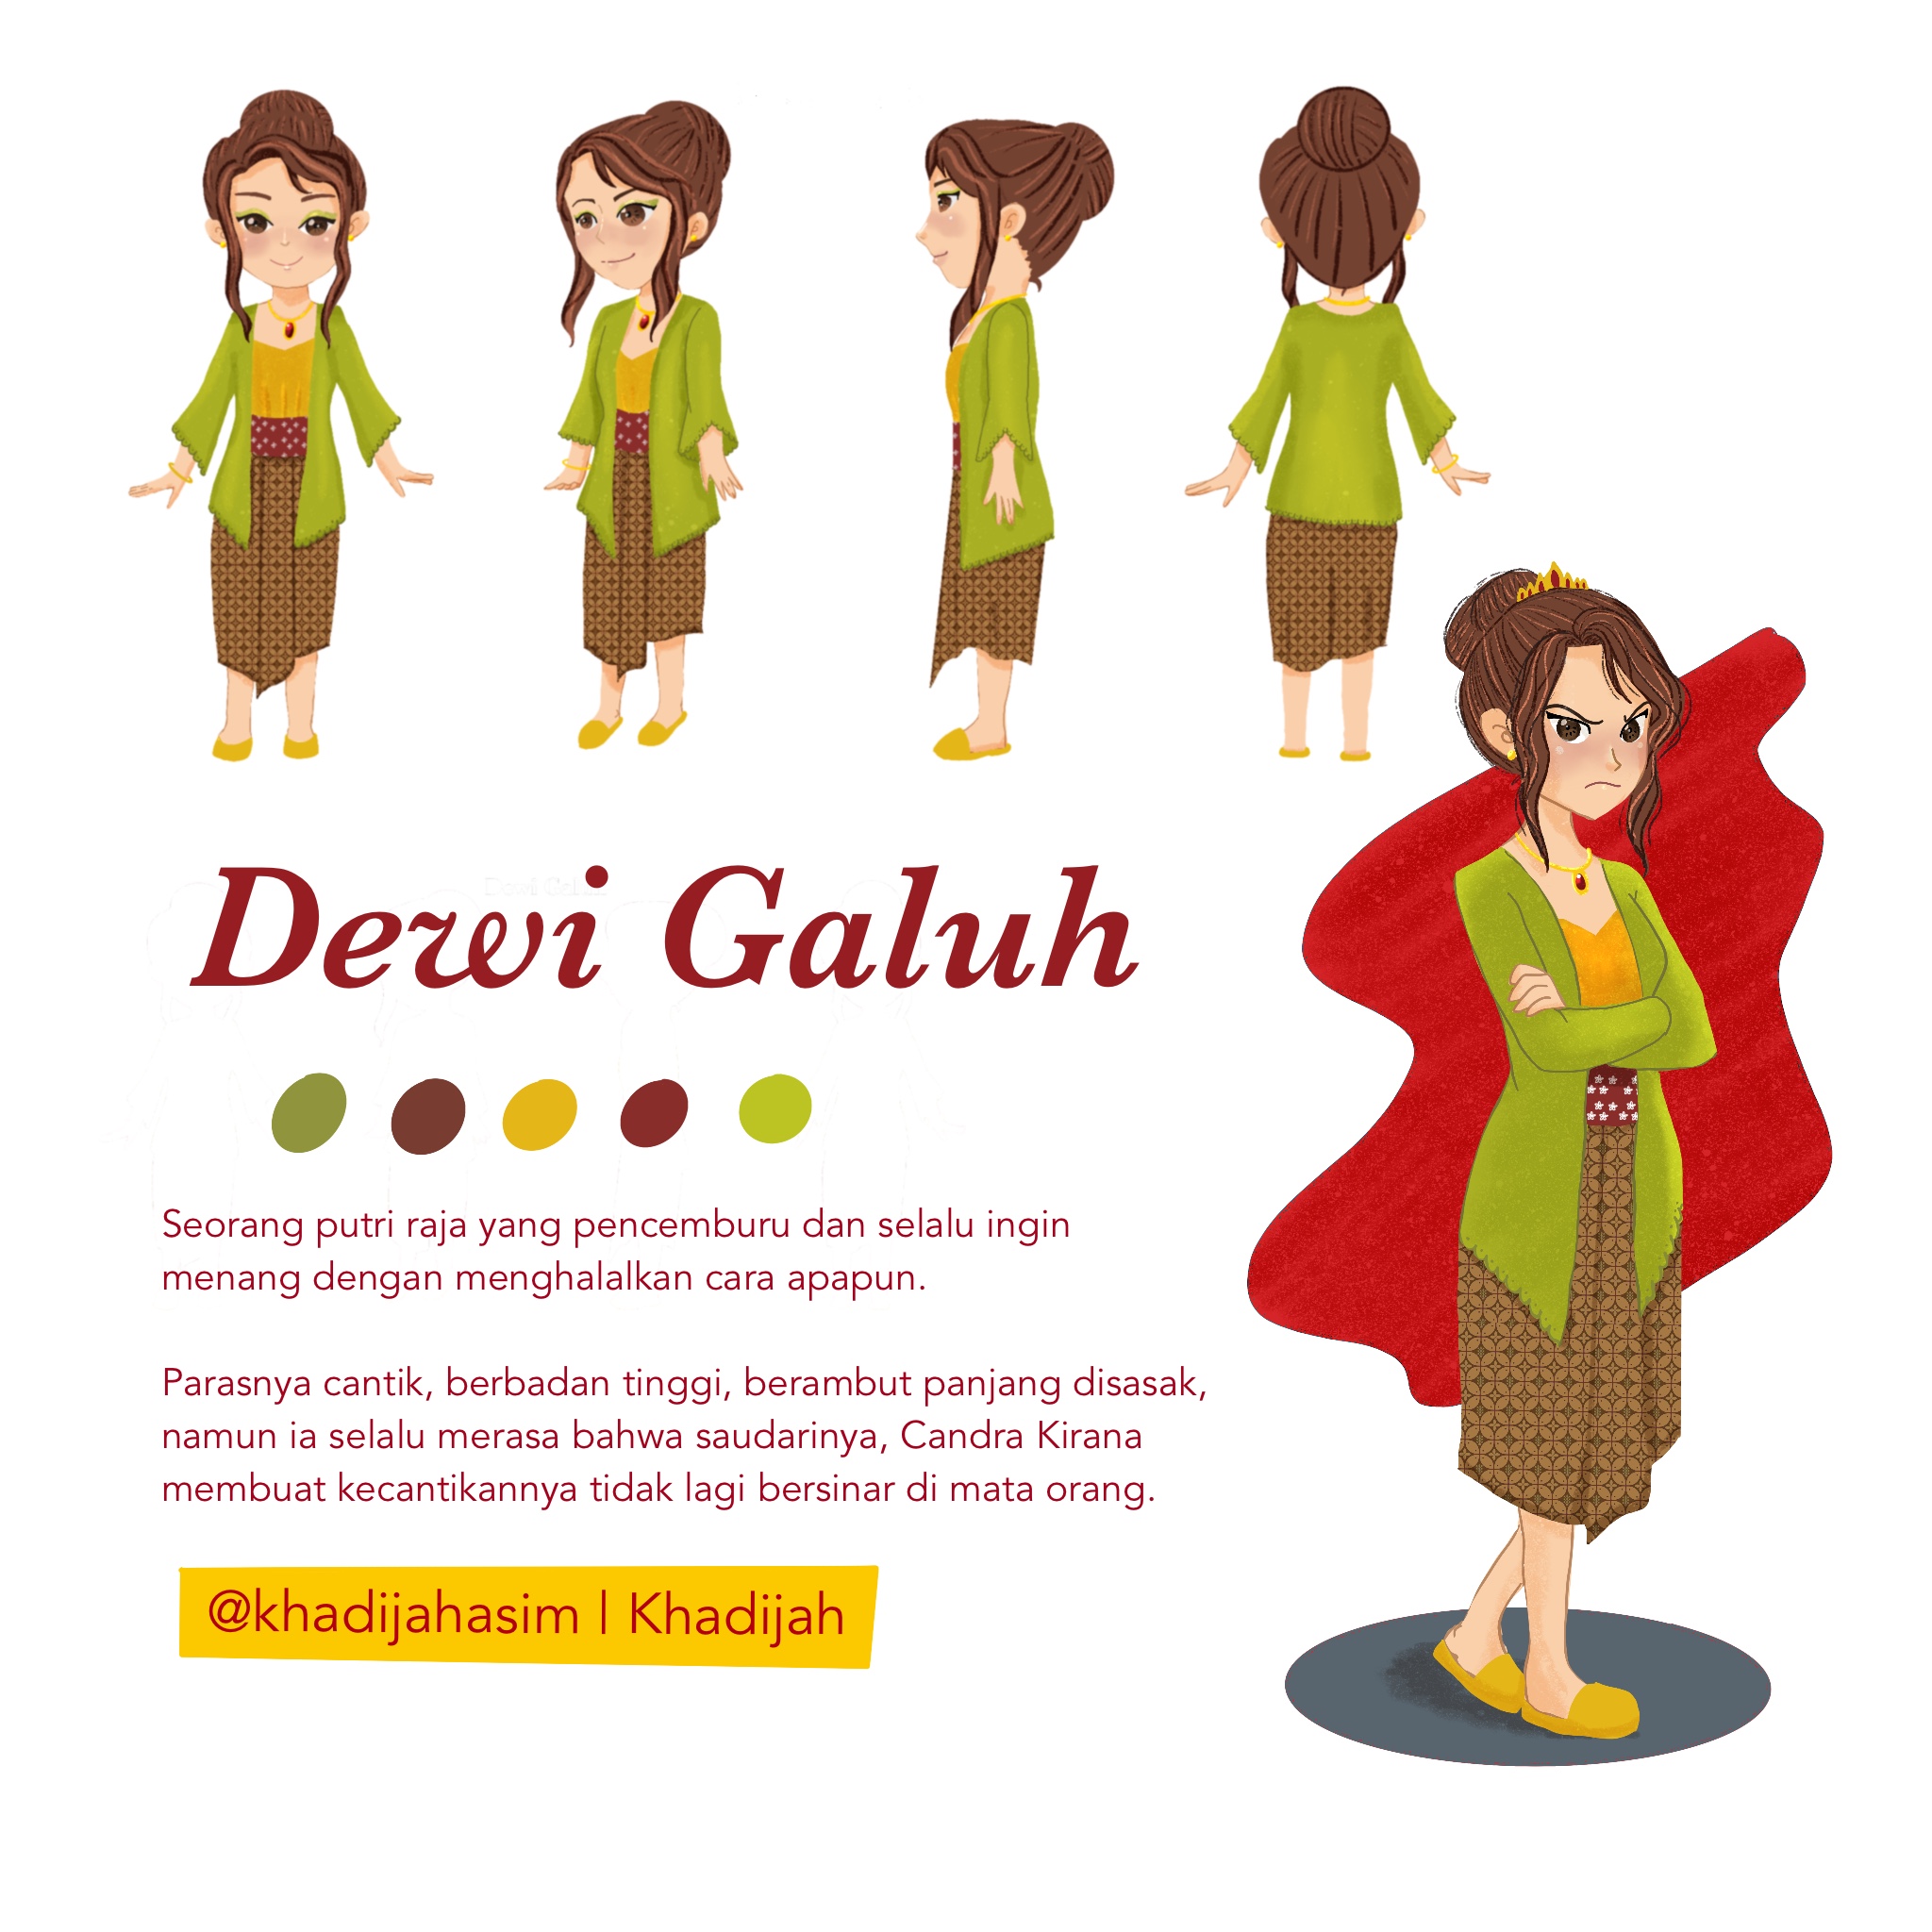 Dewi Galuh
Seorang putri raja yang pencemburu dan selalu ingin
menang dengan menghalalkan cara apapun.
Parasnya cantik, berbadan tinggi, berambut panjang disasak,
namun ia selalu merasa bahwa saudarinya, Candra Kirana
membuat kecantikannya tidak lagi bersinar di mata orang.
@khadijahasim | Khadijah